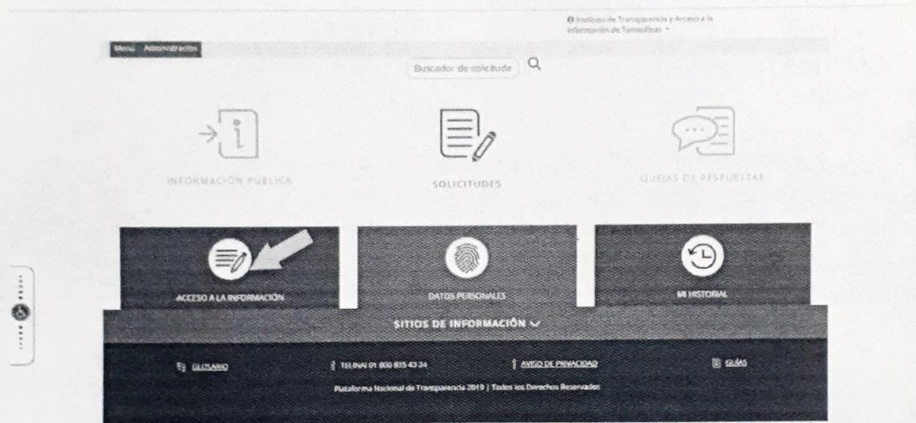 Instituto de Transparencia y Acceso a la
Información de Tamaulipas
Menú Administración
Buscador de solicitude
INFORMACIÓN PÚBLICA
SOLICITUDES
QUEJAS DE RESPUESTAS
ACCESO A LA INFORMACIÓN
DATOS PERSONALES
MI HISTORIAL
SITIOS DE INFORMACIÓN
GLOSARIO
TELINAI 01 800 835-43-24
AVISO DE PRIVACIDAD
GUÍAS
Plataforma Nacional de Transparencia 2019 | Todos los Derechos Reservados